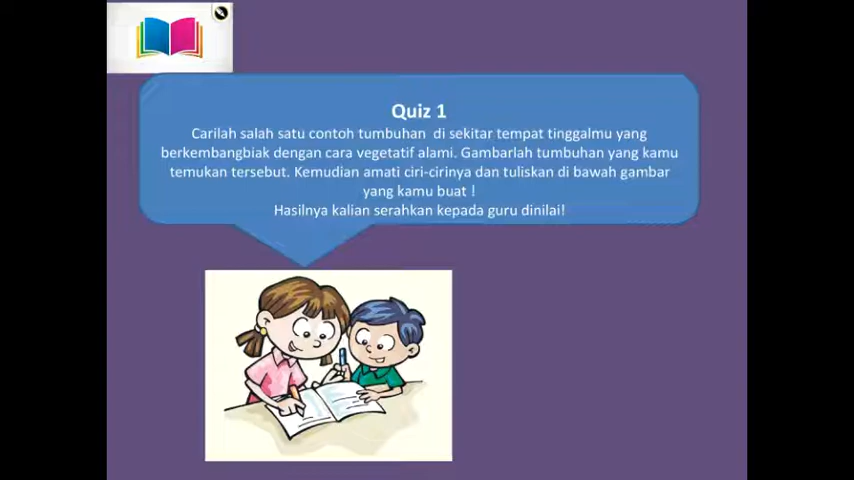 Quiz 1
Carilah salah satu contoh tumbuhan di sekitar tempat tinggalmu yang
berkembangbiak dengan cara vegetatif alami. Gambarlah tumbuhan yang kamu
temukan tersebut. Kemudian amati ciri-cirinya dan tuliskan di bawah gambar
yang kamu buat !
Hasilnya kalian serahkan kepada guru dinilai!